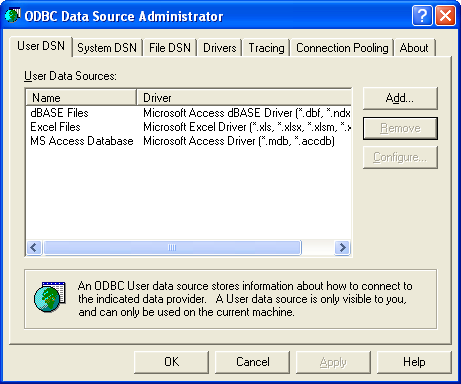 ODBC Data Source Administrator
User DSN System DSN File DSN Drivers Tracing Connection Pooling About
User Data Sources:
Name Driver
dBASE Files Microsoft Access dBASE Driver (*.dbf, *.ndx
Excel Files Microsoft Excel Driver (*.xls, *.xlsx, *.xlsm, *.x
MS Access Database Microsoft Access Driver (*.mdb, *.accdb)
Add...
Remove
Configure...
An ODBC User data source stores information about how to connect to
the indicated data provider. A User data source is only visible to you,
and can only be used on the current machine.
OK Cancel Apply Help